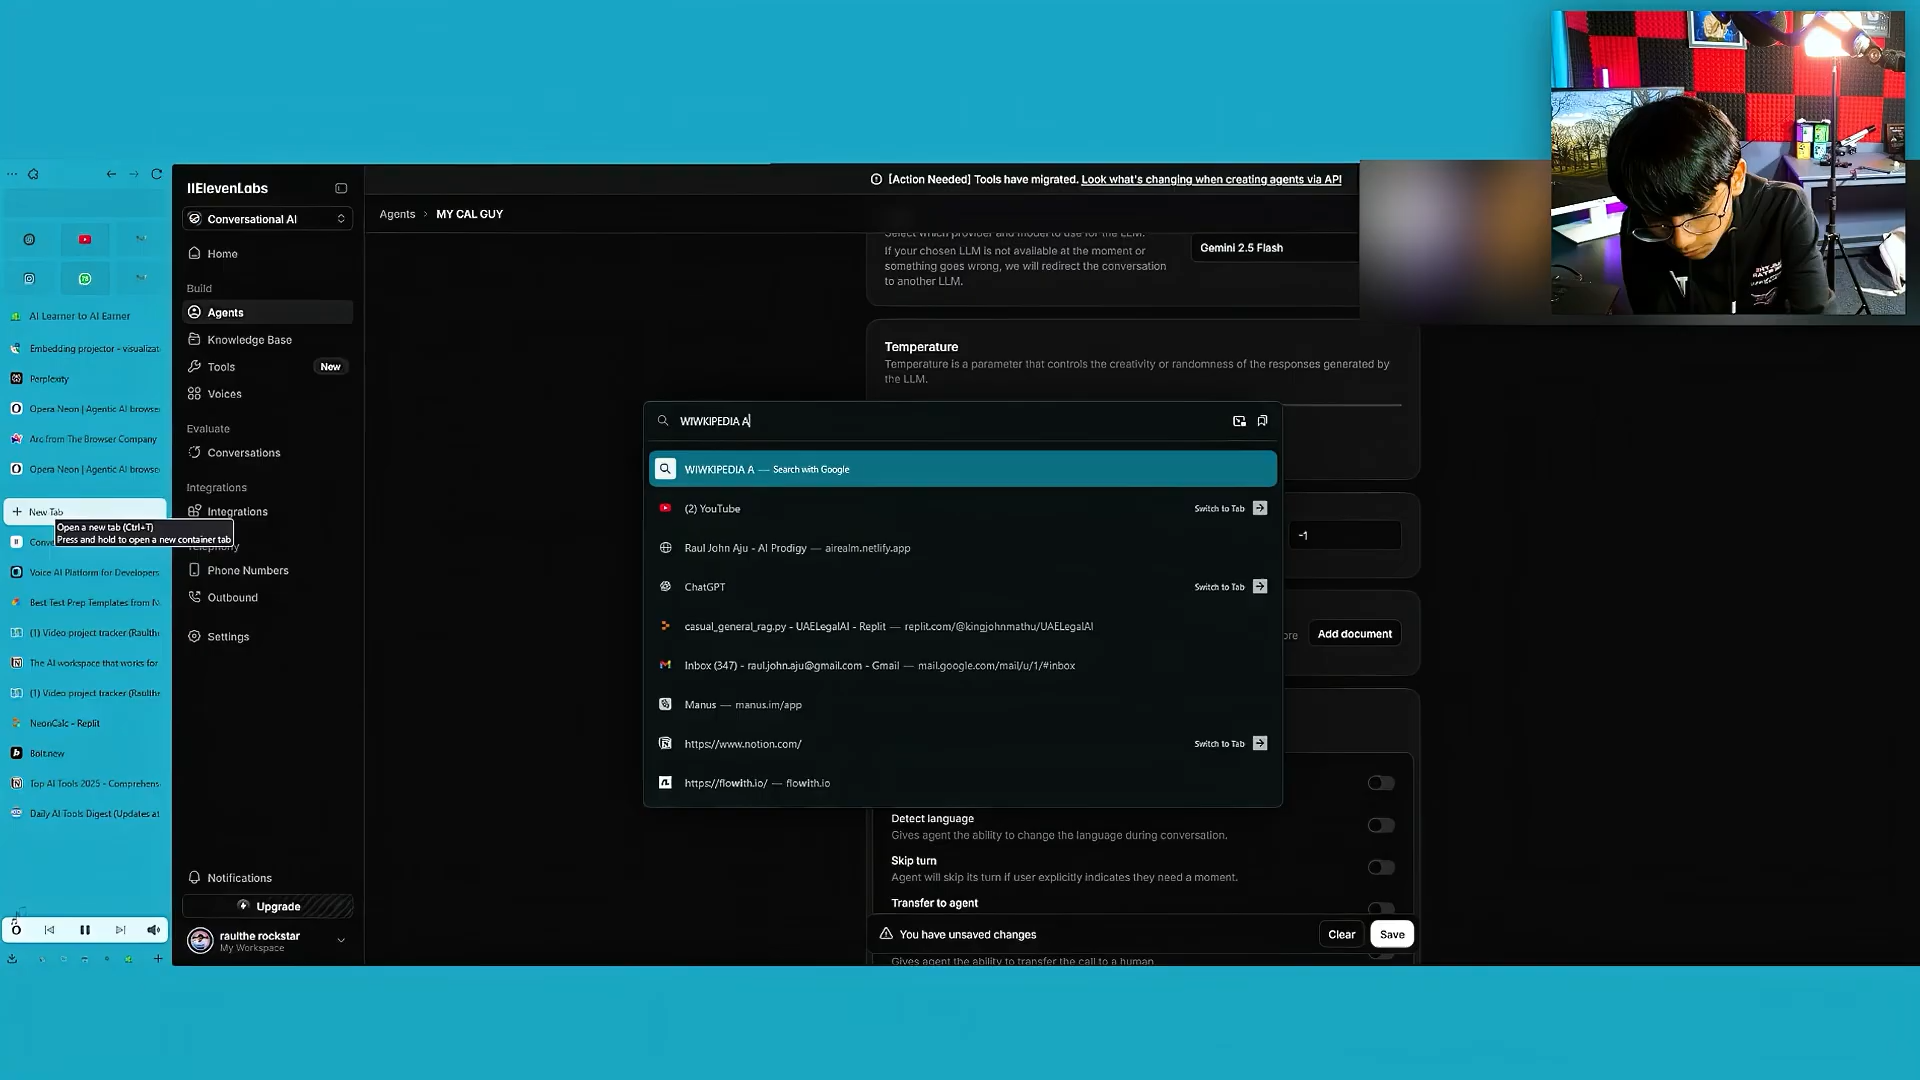 AI Learner to AI Earner
Embedding projector - visualizat
Perplexity
Opera Neon | Agentic AI browse
Arc from The Browser Company
Opera Neon | Agentic AI browse
New Tab
Open a new tab (Ctrl+T)
Press and hold to open a new container tab
Conve
Voice AI Platform for Developers
Best Test Prep Templates from N
(1) Video project tracker (Raulth
The AI workspace that works for
(1) Video project tracker (Raulth
NeonCalc - Replit
Bolt.new
Top AI Tools 2025 - Comprehens
Daily AI Tools Digest (Updates at
IIElevenLabs
Conversational AI
Home
Build
Agents
Knowledge Base
Tools New
Voices
Evaluate
Conversations
Integrations
Integrations
Telephony
Phone Numbers
Outbound
Settings
Notifications
Upgrade
raulthe rockstar
My Workspace
[Action Needed] Tools have migrated. Look what's changing when creating agents via API
Agents > MY CAL GUY
Select which provider and model to use for the LLM.
If your chosen LLM is not available at the moment or
something goes wrong, we will redirect the conversation
to another LLM.
Gemini 2.5 Flash
Temperature
Temperature is a parameter that controls the creativity or randomness of the responses generated by
the LLM.
WIWKIPEDIA A
WIWKIPEDIA A — Search with Google
(2) YouTube Switch to Tab
Raul John Aju - AI Prodigy — airealm.netlify.app
ChatGPT Switch to Tab
casual_general_rag.py - UAELegalAI - Replit — replit.com/@kingjohnmathu/UAELegalAI
Inbox (347) - raul.john.aju@gmail.com - Gmail — mail.google.com/mail/u/1/#inbox
Manus — manus.im/app
https://www.notion.com/ Switch to Tab
https://flowith.io/ — flowith.io
-1
Add document
Detect language
Gives agent the ability to change the language during conversation.
Skip turn
Agent will skip its turn if user explicitly indicates they need a moment.
Transfer to agent
You have unsaved changes
Clear
Save
Gives agent the ability to transfer the call to a human.